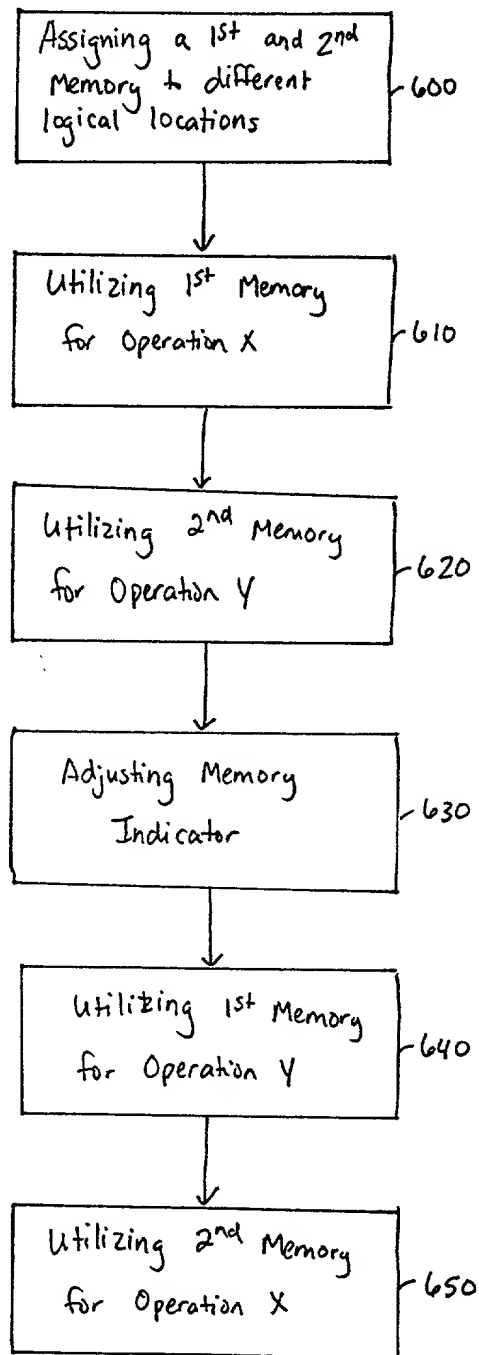 Assigning a 1st and 2nd
Memory to different
logical locations
600
Utilizing 1st Memory
for Operation X
610
Utilizing 2nd Memory
for Operation Y
620
Adjusting Memory
Indicator
630
Utilizing 1st Memory
for Operation Y
640
Utilizing 2nd Memory
for Operation X
650